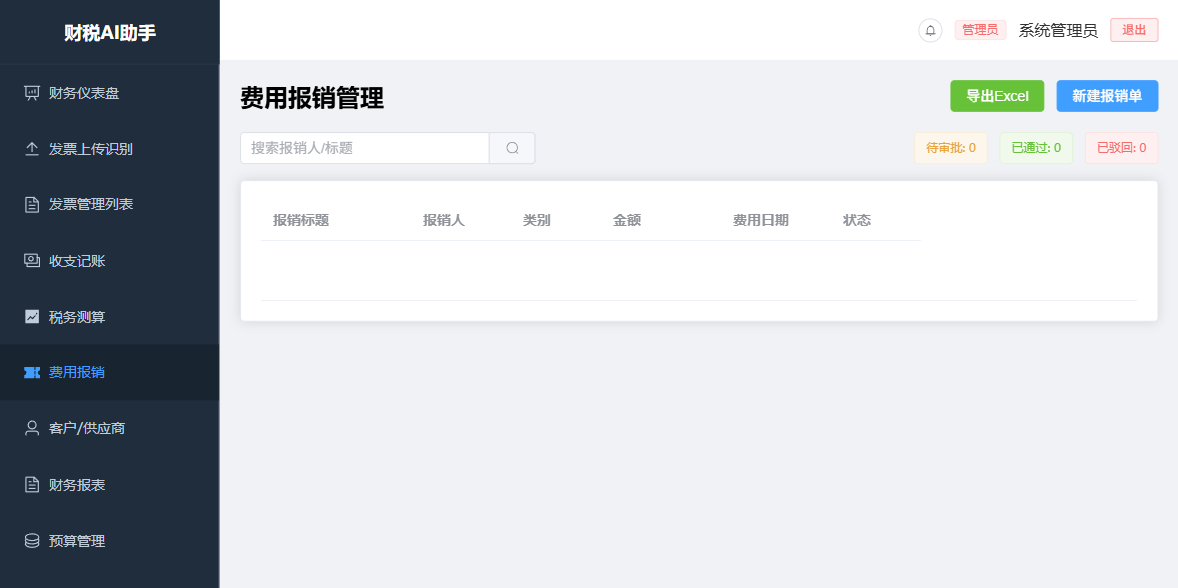 财税AI助手
管理员 系统管理员 退出
财务仪表盘
发票上传识别
发票管理列表
收支记账
税务测算
费用报销
客户/供应商
财务报表
预算管理
费用报销管理
导出Excel 新建报销单
搜索报销人/标题
待审批: 0 已通过: 0 已驳回: 0
报销标题 报销人 类别 金额 费用日期 状态